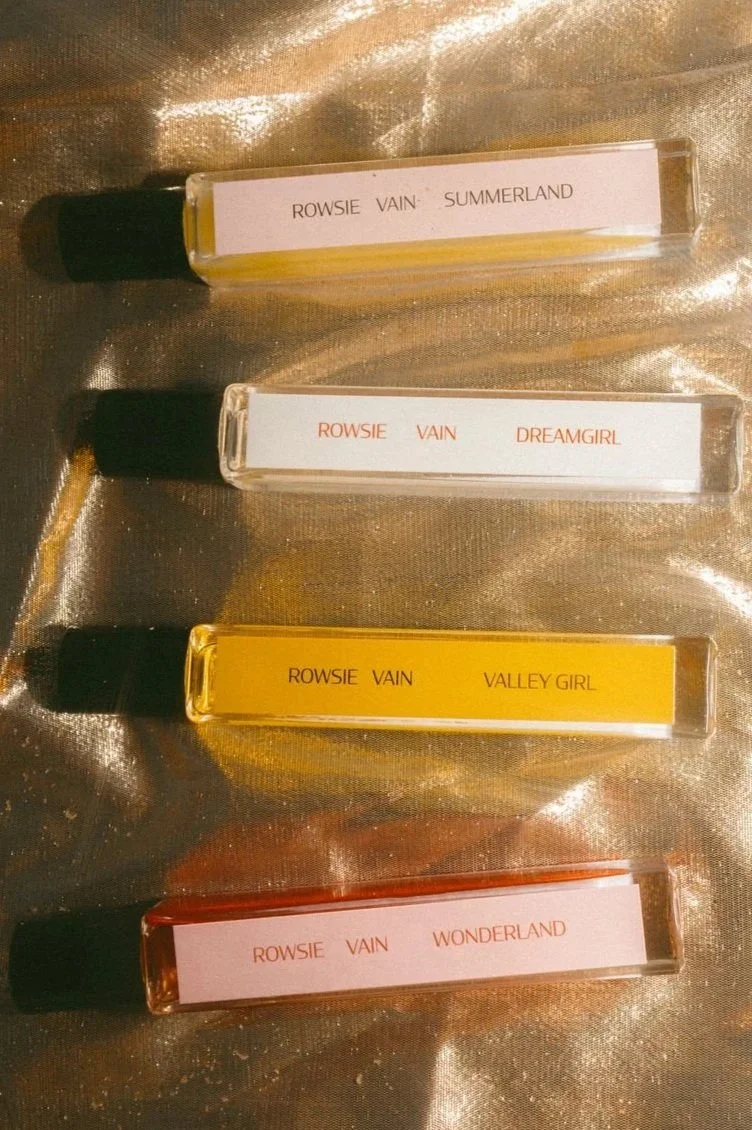 ROWSIE VAIN SUMMERLAND
ROWSIE VAIN DREAMGIRL
ROWSIE VAIN VALLEY GIRL
ROWSIE VAIN WONDERLAND